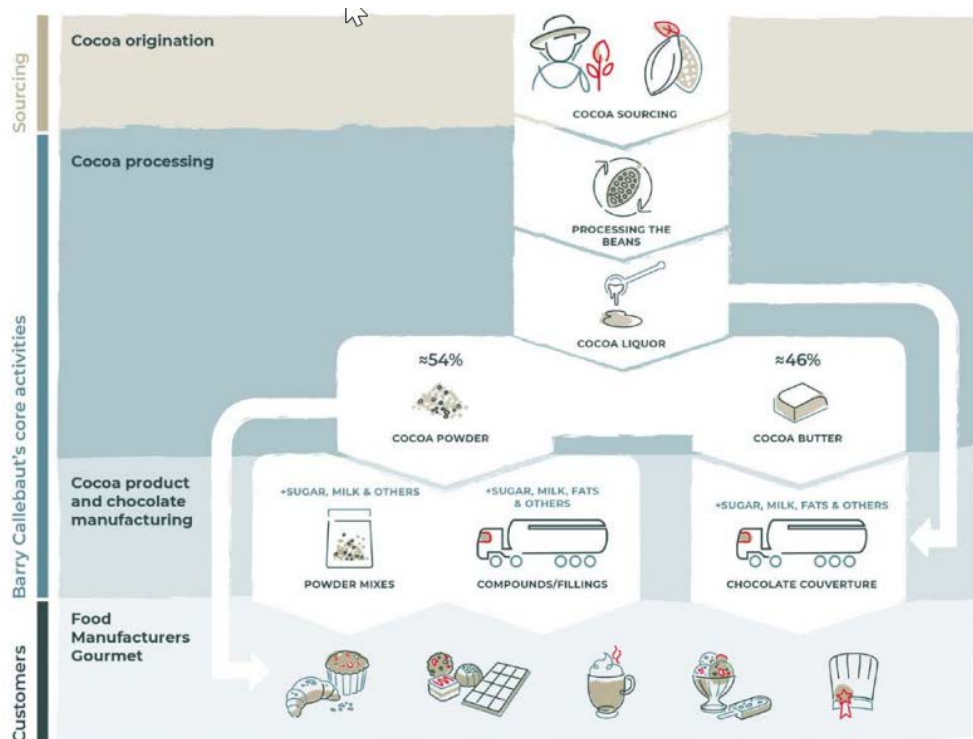 Sourcing
Cocoa origination
COCOA SOURCING
Barry Callebaut's core activities
Cocoa processing
PROCESSING THE
BEANS
COCOA LIQUOR
≈54%
≈46%
COCOA POWDER
COCOA BUTTER
Cocoa product
and chocolate
manufacturing
+SUGAR, MILK & OTHERS
+SUGAR, MILK, FATS
& OTHERS
+SUGAR, MILK, FATS & OTHERS
POWDER MIXES
COMPOUNDS/FILLINGS
CHOCOLATE COUVERTURE
Customers
Food
Manufacturers
Gourmet